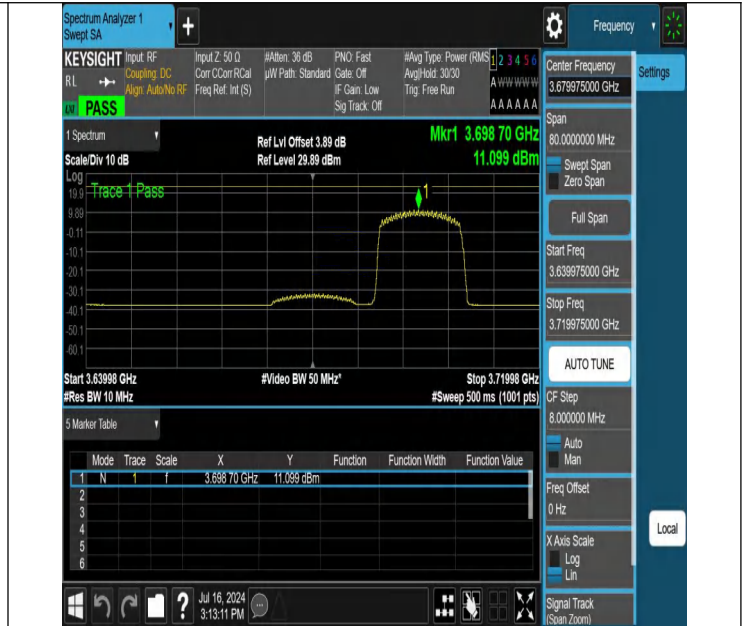 Spectrum Analyzer 1
Swept SA
+
Frequency
KEYSIGHT
RL
PASS
Input: RF
Coupling: DC
Align: Auto/No RF
Input Z: 50 Ω
Corr CCorr RCal
Freq Ref: Int (S)
#Atten: 36 dB
µW Path: Standard
PNO: Fast
Gate: Off
IF Gain: Low
Sig Track: Off
#Avg Type: Power (RMS
Avg|Hold: 30/30
Trig: Free Run
1 2 3 4 5 6
A W W W W W
A A A A A A
1 Spectrum
Scale/Div 10 dB
Ref Lvl Offset 3.89 dB
Ref Level 29.89 dBm
Mkr1 3.698 70 GHz
11.099 dBm
Log
Trace 1 Pass
1
19.9
9.89
-0.11
-10.1
-20.1
-30.1
-40.1
-50.1
-60.1
Start 3.63998 GHz
#Res BW 10 MHz
#Video BW 50 MHz*
Stop 3.71998 GHz
#Sweep 500 ms (1001 pts)
5 Marker Table
Mode Trace Scale X Y Function Function Width Function Value
1 N 1 f 3.698 70 GHz 11.099 dBm
2
3
4
5
6
?
Jul 16, 2024
3:13:11 PM
Center Frequency
3.679975000 GHz
Settings
Span
80.0000000 MHz
Swept Span
Zero Span
Full Span
Start Freq
3.639975000 GHz
Stop Freq
3.719975000 GHz
AUTO TUNE
CF Step
8.000000 MHz
Auto
Man
Freq Offset
0 Hz
X Axis Scale
Log
Lin
Local
Signal Track
(Span Zoom)